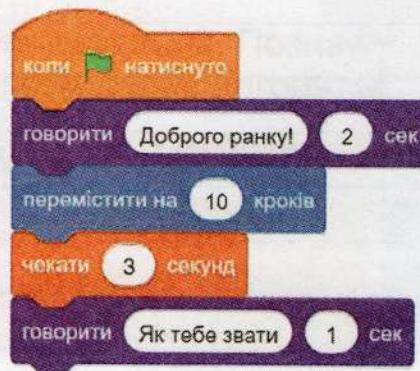 коли натиснуто
говорити Доброго ранку! 2 сек
перемістити на 10 кроків
чекати 3 секунд
говорити Як тебе звати 1 сек